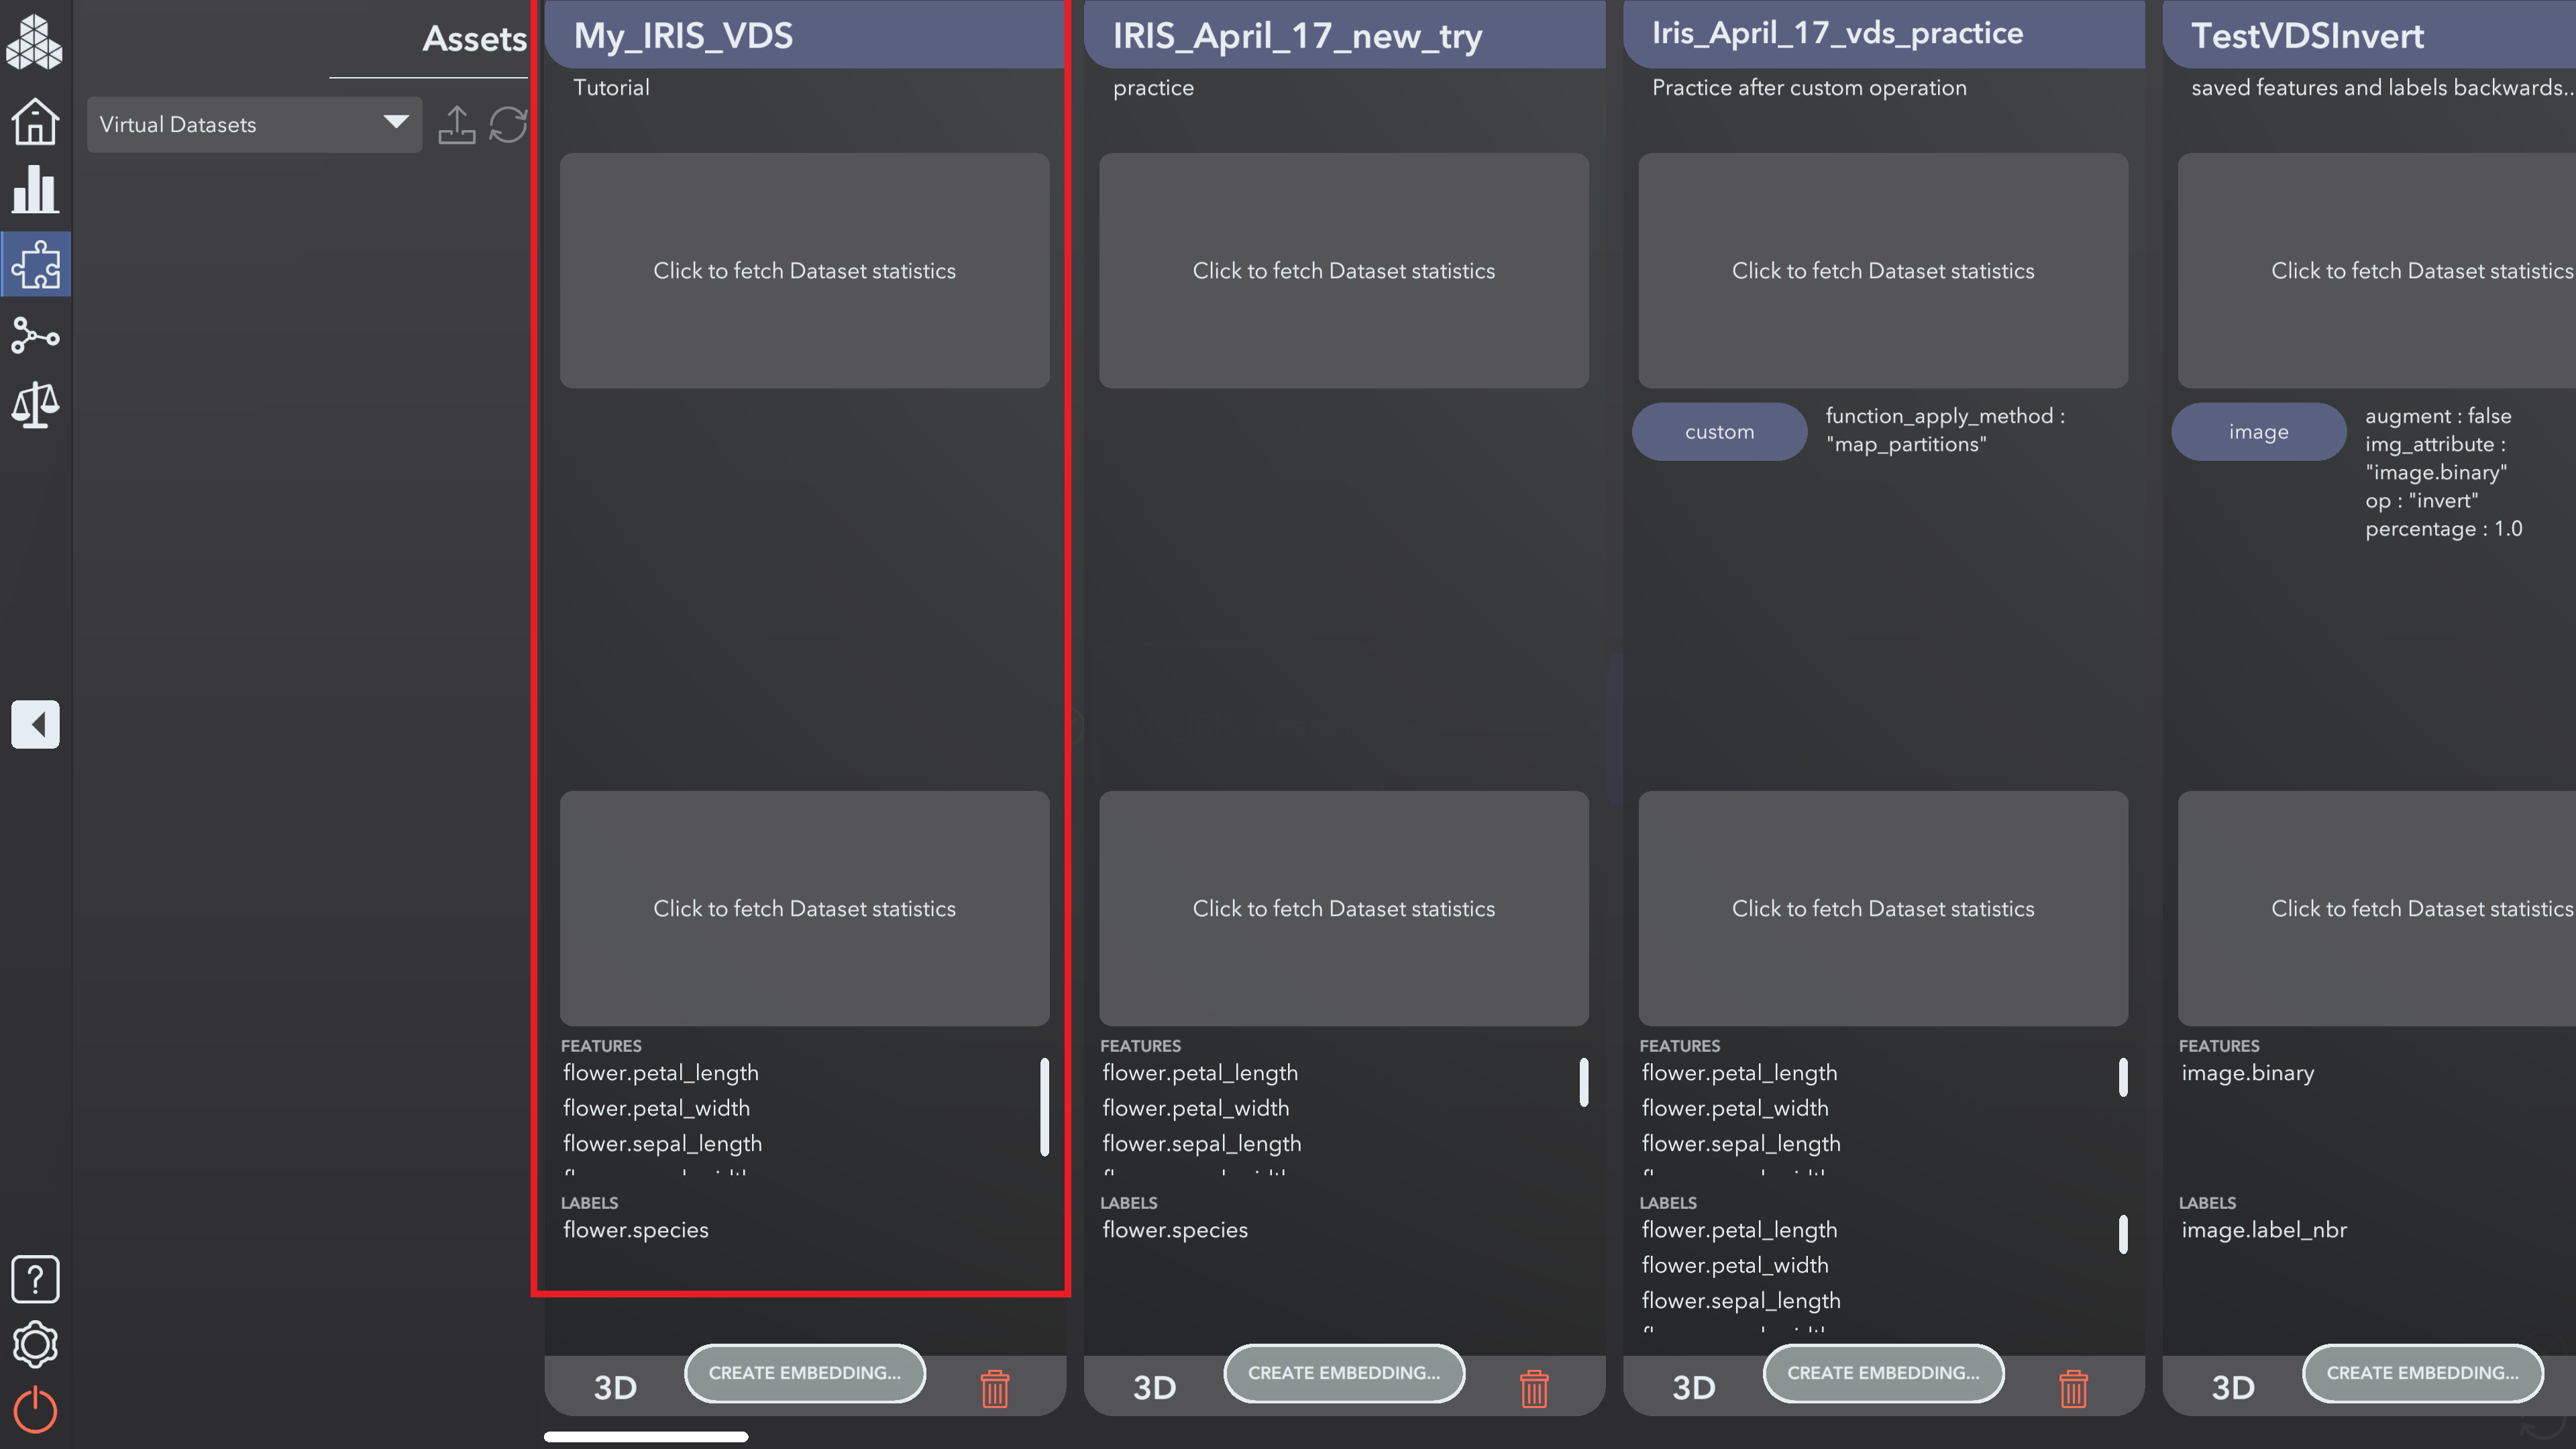 Assets
Virtual Datasets
My_IRIS_VDS
Tutorial
Click to fetch Dataset statistics
Click to fetch Dataset statistics
FEATURES
flower.petal_length
flower.petal_width
flower.sepal_length
LABELS
flower.species
3D
CREATE EMBEDDING...
IRIS_April_17_new_try
practice
Click to fetch Dataset statistics
Click to fetch Dataset statistics
FEATURES
flower.petal_length
flower.petal_width
flower.sepal_length
LABELS
flower.species
3D
CREATE EMBEDDING...
Iris_April_17_vds_practice
Practice after custom operation
Click to fetch Dataset statistics
custom
function_apply_method :
"map_partitions"
Click to fetch Dataset statistics
FEATURES
flower.petal_length
flower.petal_width
flower.sepal_length
LABELS
flower.petal_length
flower.petal_width
flower.sepal_length
3D
CREATE EMBEDDING...
TestVDSInvert
saved features and labels backwards...
Click to fetch Dataset statistics
image
augment : false
img_attribute :
"image.binary"
op : "invert"
percentage : 1.0
Click to fetch Dataset statistics
FEATURES
image.binary
LABELS
image.label_nbr
3D
CREATE EMBEDDING...
?